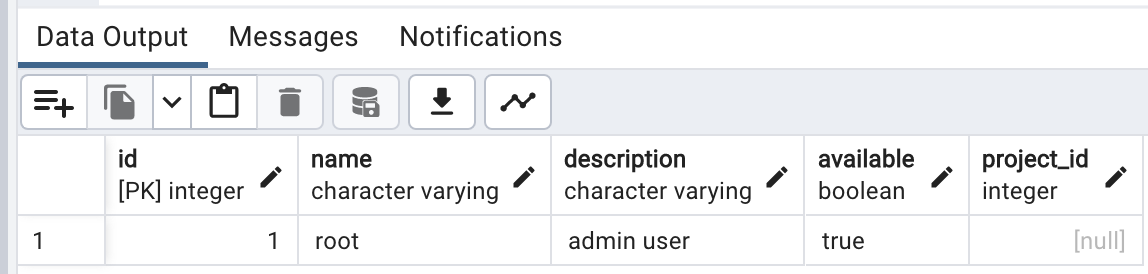 Data Output Messages Notifications
id name description available project_id
[PK] integer character varying character varying boolean integer
1 1 root admin user true [null]